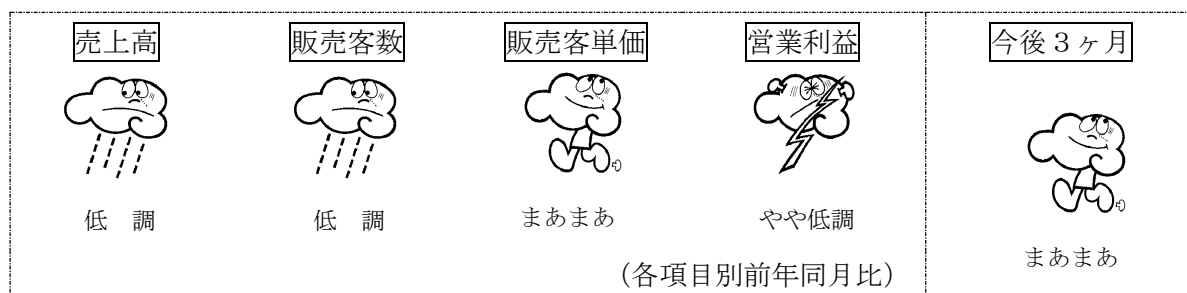 売上高 販売客数 販売客単価 営業利益 今後３ヶ月
低　調 低　調 まあまあ やや低調
まあまあ
（各項目別前年同月比）